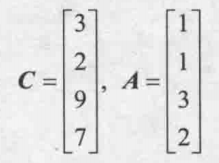 C = [3 2 9 7], A = [1 1 3 2]